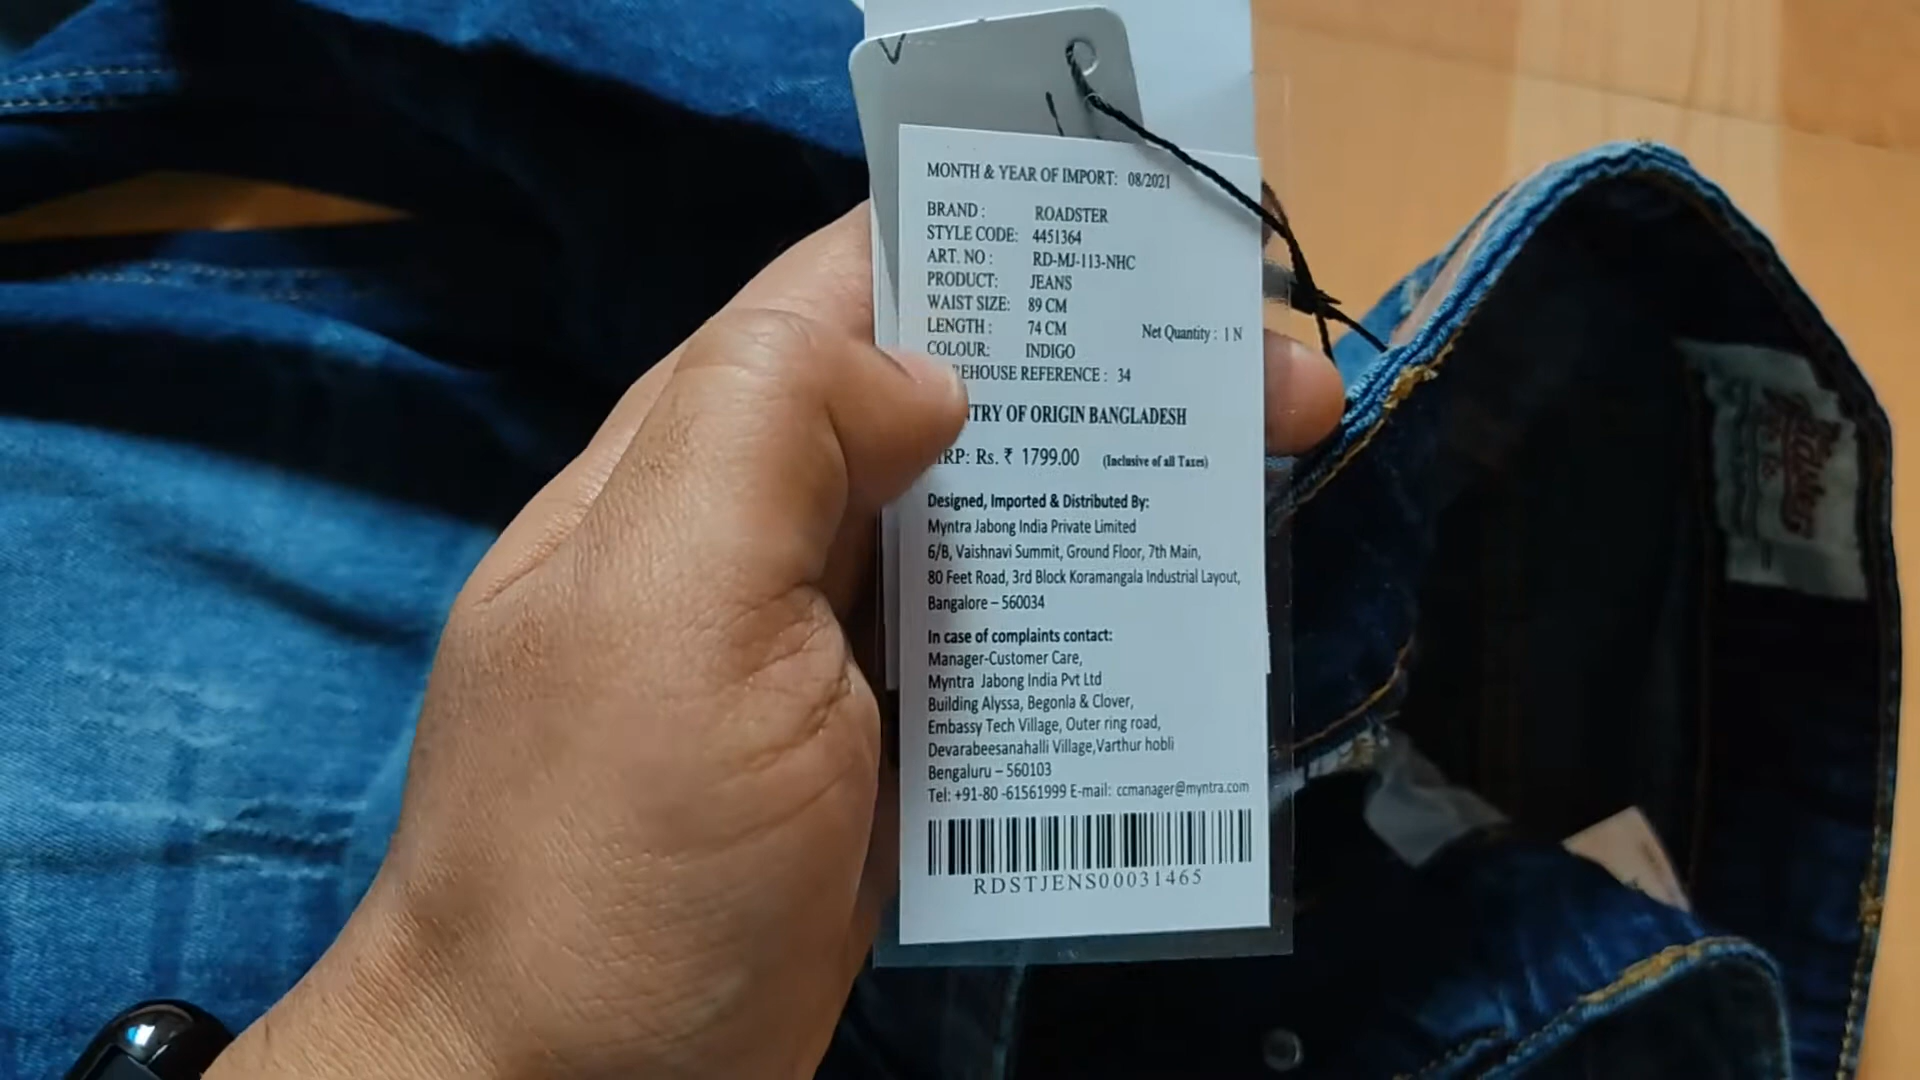 MONTH & YEAR OF IMPORT: 08/2021
BRAND : ROADSTER
STYLE CODE: 4451364
ART. NO : RD-MJ-113-NHC
PRODUCT: JEANS
WAIST SIZE: 89 CM
LENGTH : 74 CM Net Quantity : 1 N
COLOUR: INDIGO
REHOUSE REFERENCE : 34
NTRY OF ORIGIN BANGLADESH
MRP: Rs. ₹ 1799.00 (Inclusive of all Taxes)
Designed, Imported & Distributed By:
Myntra Jabong India Private Limited
6/B, Vaishnavi Summit, Ground Floor, 7th Main,
80 Feet Road, 3rd Block Koramangala Industrial Layout,
Bangalore – 560034
In case of complaints contact:
Manager-Customer Care,
Myntra Jabong India Pvt Ltd
Building Alyssa, Begonla & Clover,
Embassy Tech Village, Outer ring road,
Devarabeesanahalli Village,Varthur hobli
Bengaluru – 560103
Tel: +91-80 -61561999 E-mail: ccmanager@myntra.com
RDSTJENS00031465